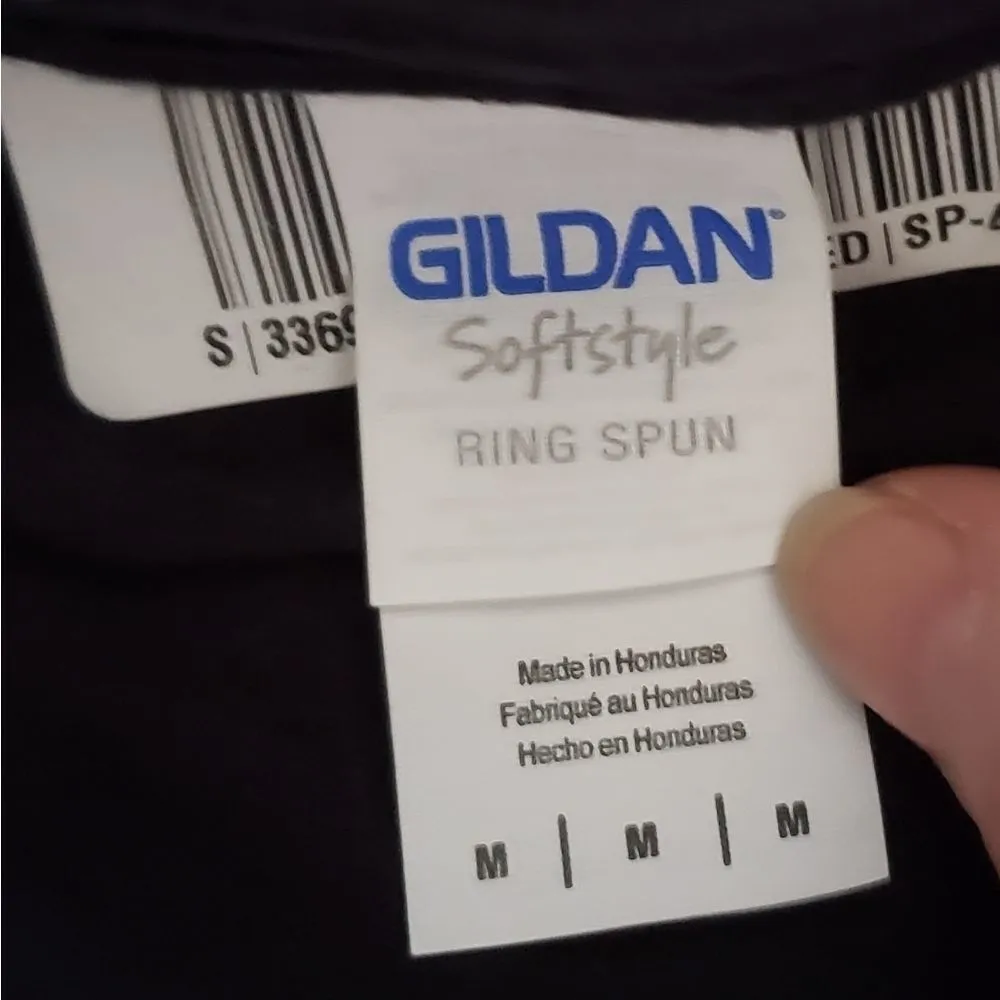 S | 3369
ED | SP-
GILDAN
Softstyle
RING SPUN
Made in Honduras
Fabriqué au Honduras
Hecho en Honduras
M | M | M